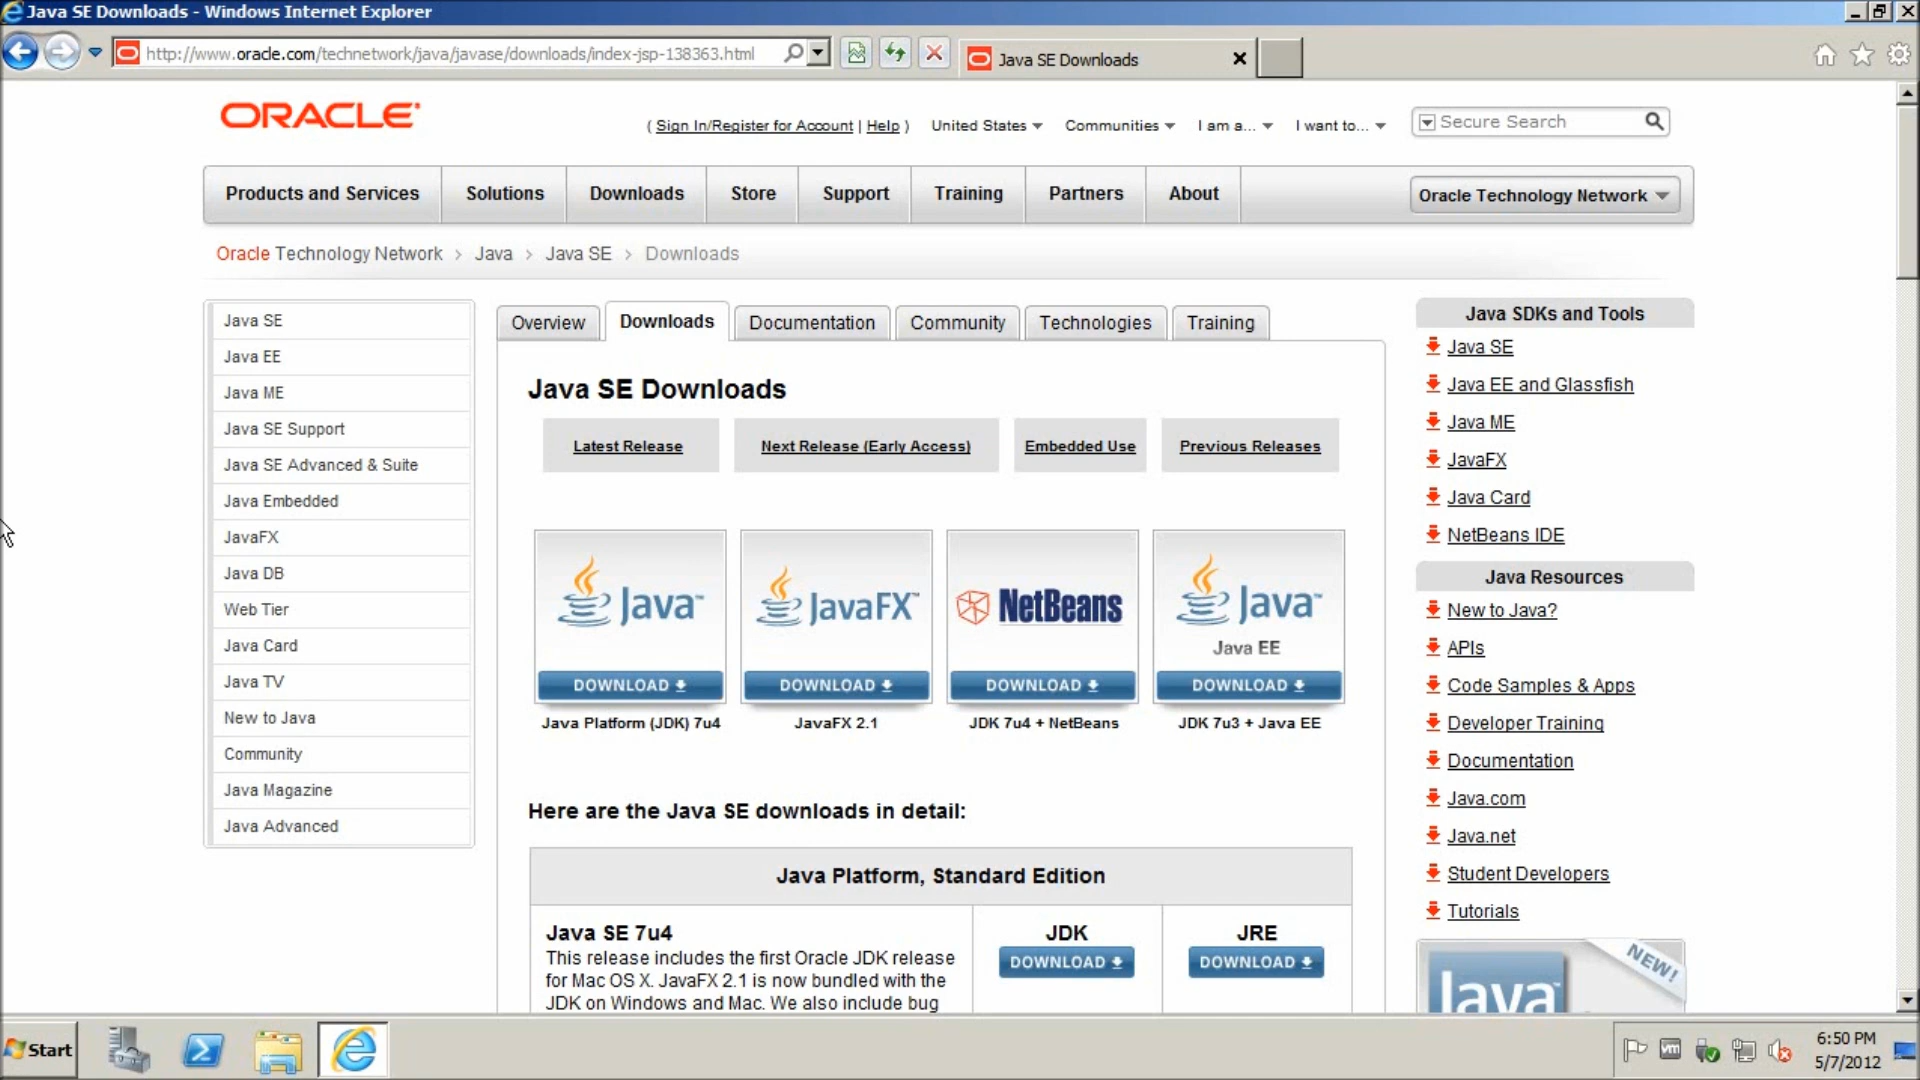 Java SE Downloads - Windows Internet Explorer
http://www.oracle.com/technetwork/java/javase/downloads/index-jsp-138363.html
Java SE Downloads
ORACLE
( Sign In/Register for Account | Help )
United States
Communities
I am a...
I want to...
Secure Search
Products and Services
Solutions
Downloads
Store
Support
Training
Partners
About
Oracle Technology Network
Oracle Technology Network > Java > Java SE > Downloads
Java SE
Java EE
Java ME
Java SE Support
Java SE Advanced & Suite
Java Embedded
JavaFX
Java DB
Web Tier
Java Card
Java TV
New to Java
Community
Java Magazine
Java Advanced
Overview
Downloads
Documentation
Community
Technologies
Training
Java SE Downloads
Latest Release
Next Release (Early Access)
Embedded Use
Previous Releases
Java™
DOWNLOAD
Java Platform (JDK) 7u4
JavaFX™
DOWNLOAD
JavaFX 2.1
NetBeans
DOWNLOAD
JDK 7u4 + NetBeans
Java™
Java EE
DOWNLOAD
JDK 7u3 + Java EE
Here are the Java SE downloads in detail:
Java Platform, Standard Edition
Java SE 7u4
This release includes the first Oracle JDK release
for Mac OS X. JavaFX 2.1 is now bundled with the
JDK on Windows and Mac. We also include bug
JDK
DOWNLOAD
JRE
DOWNLOAD
Java SDKs and Tools
Java SE
Java EE and Glassfish
Java ME
JavaFX
Java Card
NetBeans IDE
Java Resources
New to Java?
APIs
Code Samples & Apps
Developer Training
Documentation
Java.com
Java.net
Student Developers
Tutorials
NEW!
Java™
Start
vm
6:50 PM
5/7/2012